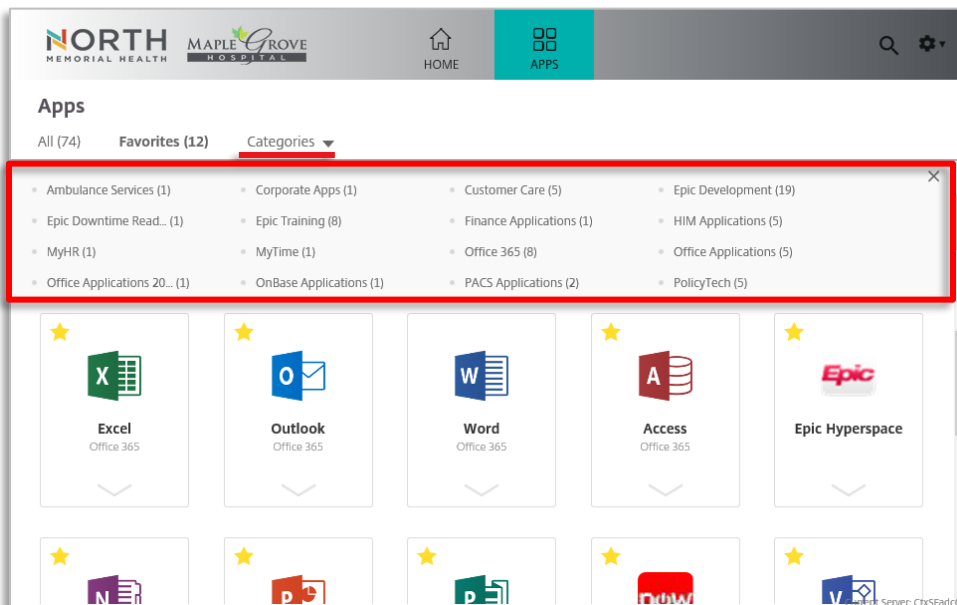 NORTH
MEMORIAL HEALTH
MAPLE GROVE
HOSPITAL
HOME
APPS
Apps
All (74) Favorites (12) Categories
Ambulance Services (1) Corporate Apps (1) Customer Care (5) Epic Development (19)
Epic Downtime Read... (1) Epic Training (8) Finance Applications (1) HIM Applications (5)
MyHR (1) MyTime (1) Office 365 (8) Office Applications (5)
Office Applications 20... (1) OnBase Applications (1) PACS Applications (2) PolicyTech (5)
X O W A Epic
Excel Outlook Word Access Epic Hyperspace
Office 365 Office 365 Office 365 Office 365
N P P V
Server: